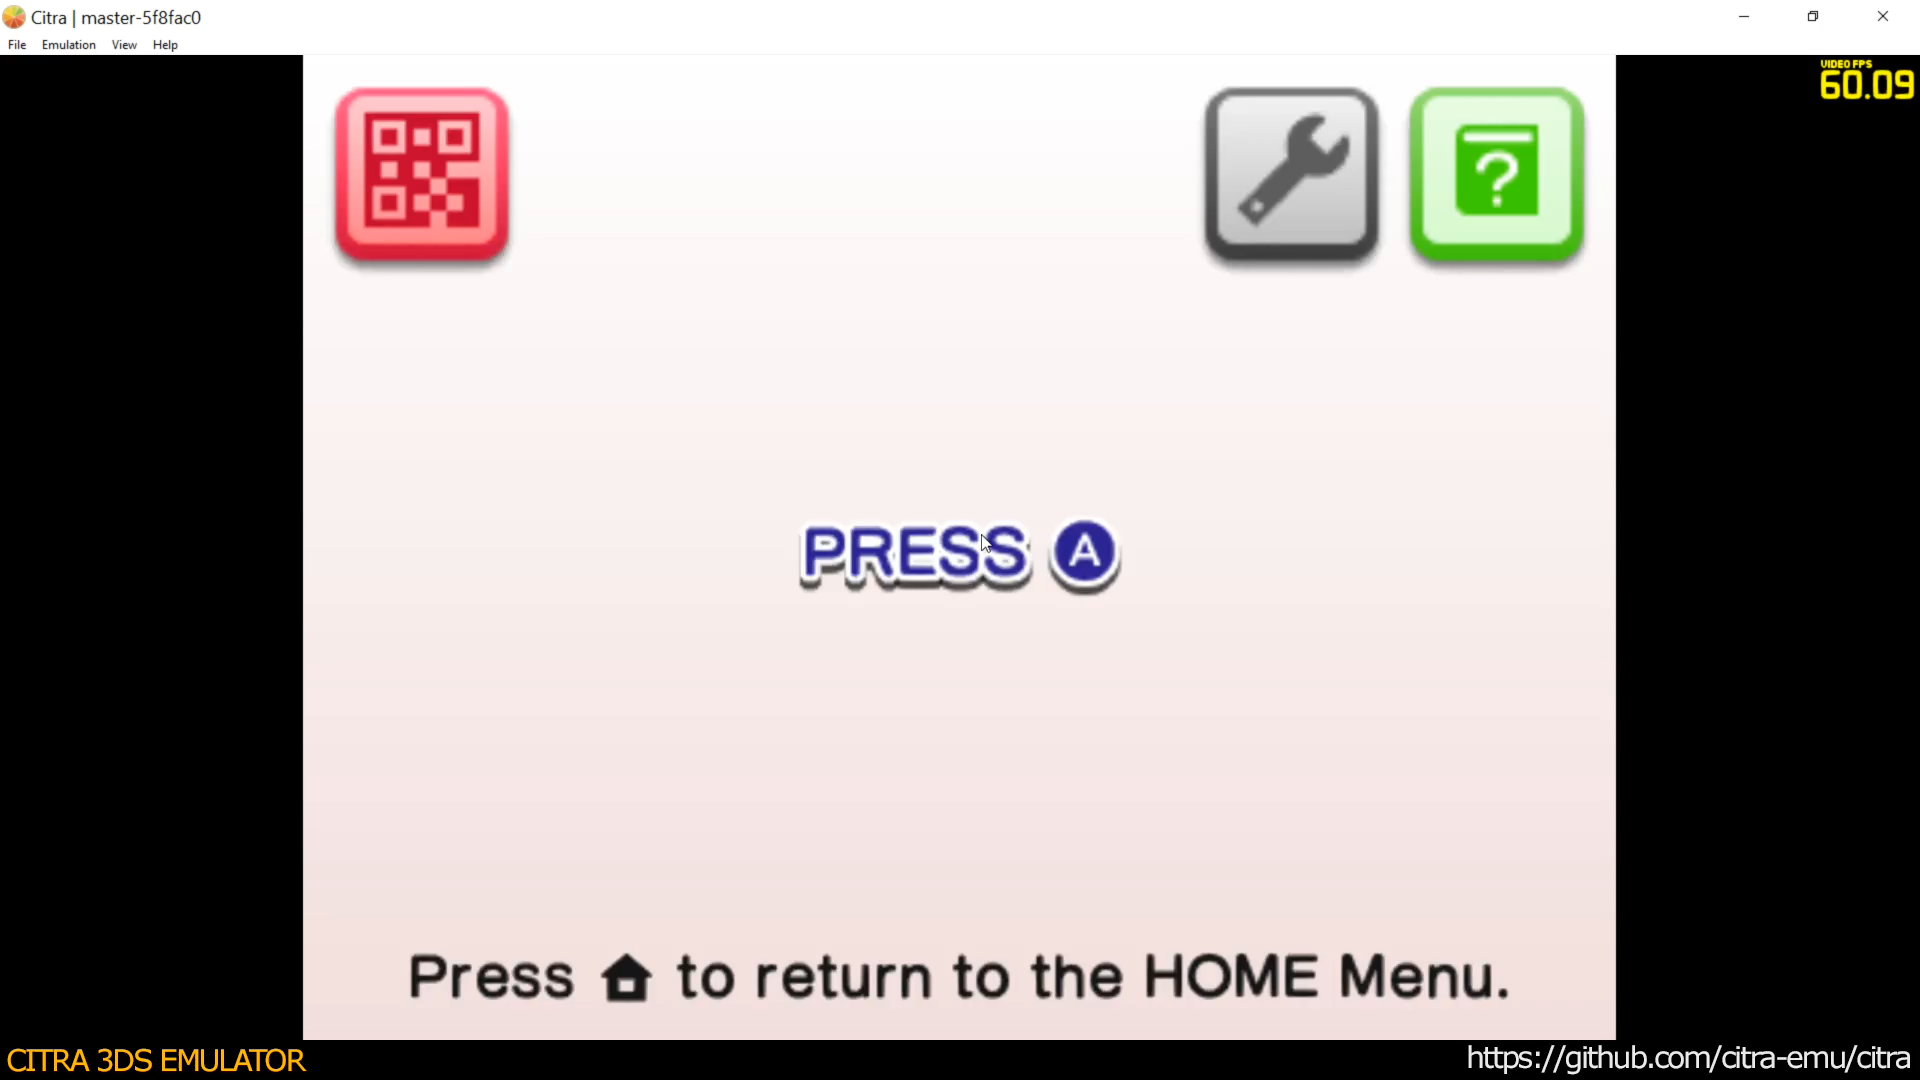 Citra | master-5f8fac0
File Emulation View Help
VIDEO FPS
60.09
?
PRESS A
Press to return to the HOME Menu.
CITRA 3DS EMULATOR
https://github.com/citra-emu/citra